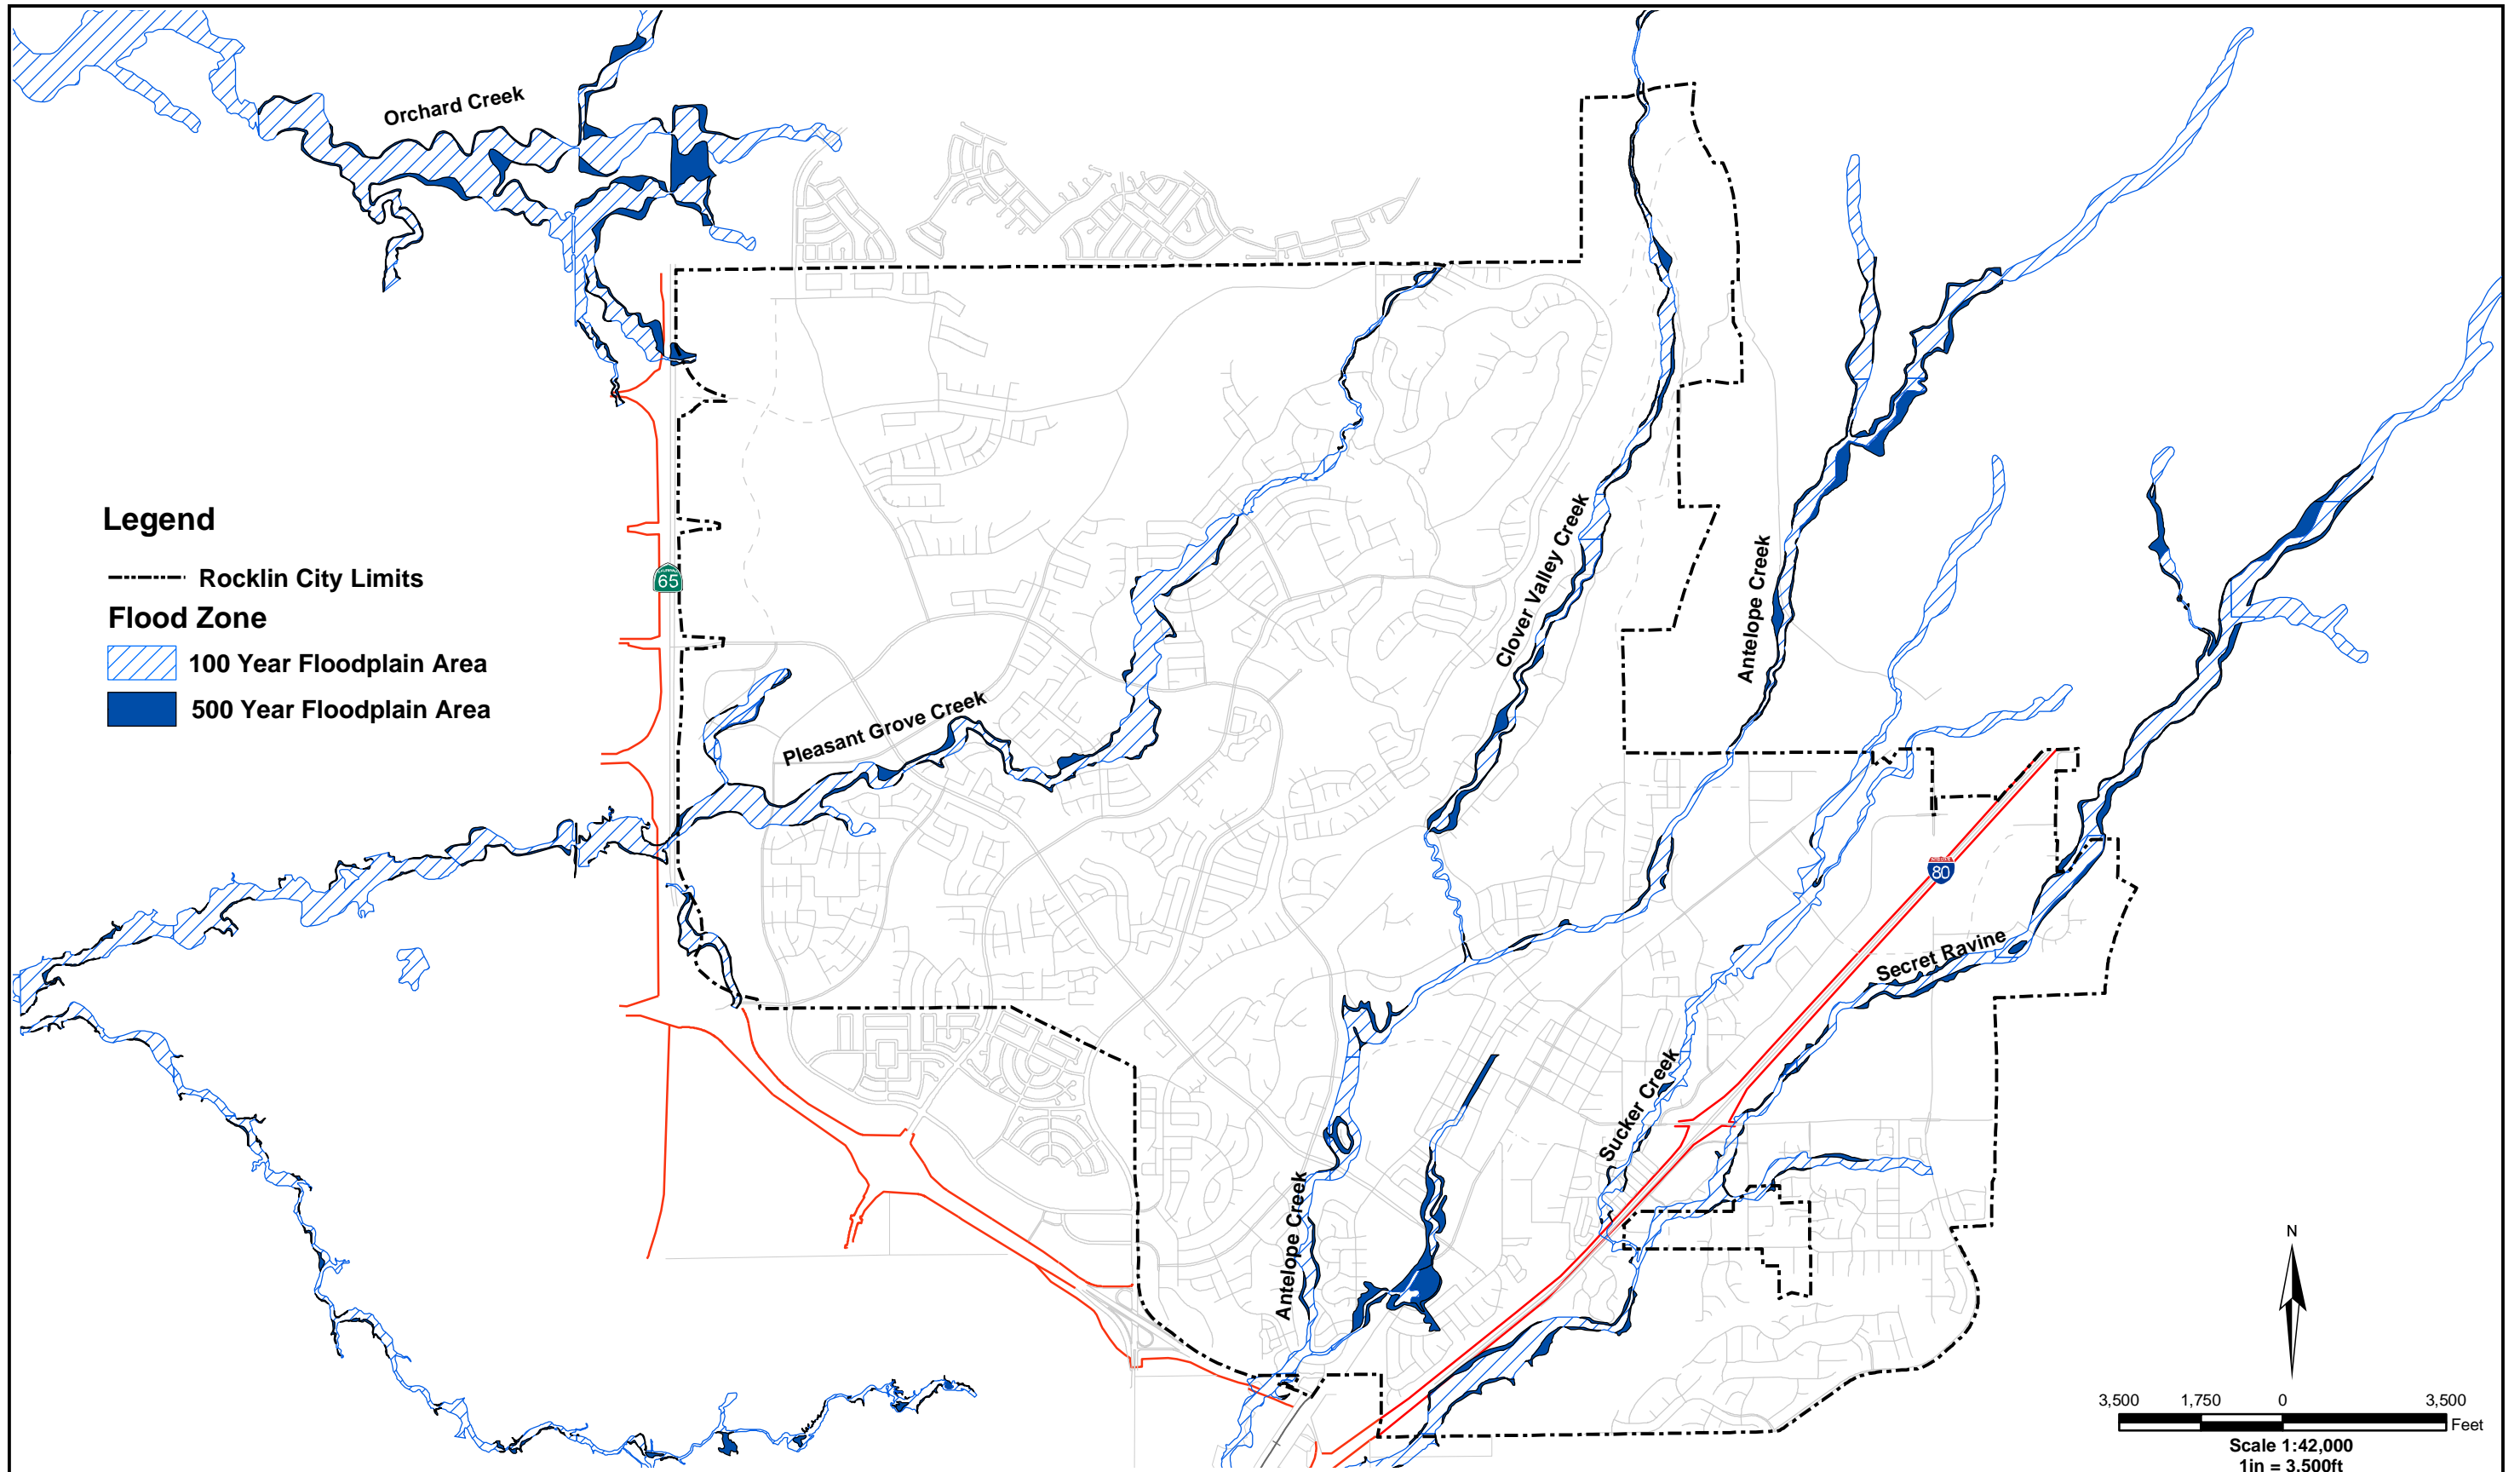 Orchard Creek
Legend
Rocklin City Limits
Flood Zone
100 Year Floodplain Area
500 Year Floodplain Area
65
Pleasant Grove Creek
Clover Valley Creek
Antelope Creek
80
Secret Ravine
Sucker Creek
Antelope Creek
N
3,500 1,750 0 3,500
Feet
Scale 1:42,000
1in = 3,500ft